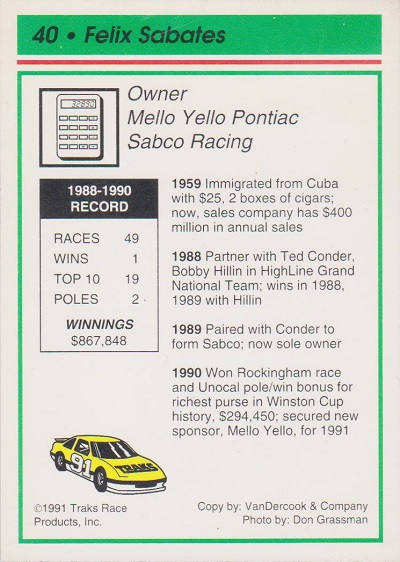 40 • Felix Sabates
Owner
Mello Yello Pontiac
Sabco Racing
1988-1990
RECORD
RACES 49
WINS 1
TOP 10 19
POLES 2
WINNINGS
$867,848
1959 Immigrated from Cuba
with $25, 2 boxes of cigars;
now, sales company has $400
million in annual sales
1988 Partner with Ted Conder,
Bobby Hillin in HighLine Grand
National Team; wins in 1988,
1989 with Hillin
1989 Paired with Conder to
form Sabco; now sole owner
1990 Won Rockingham race
and Unocal pole/win bonus for
richest purse in Winston Cup
history, $294,450; secured new
sponsor, Mello Yello, for 1991
91
TRAKS
©1991 Traks Race
Products, Inc.
Copy by: VanDercook & Company
Photo by: Don Grassman